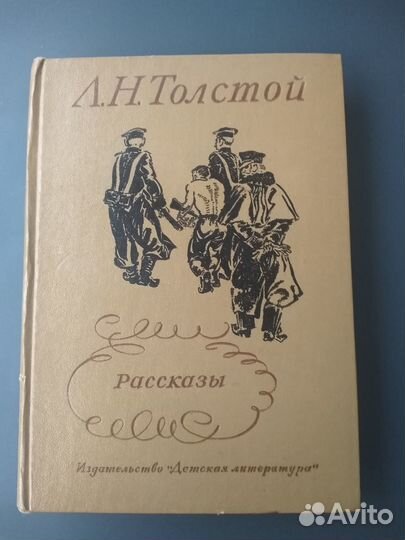 Л.Н.Толстой
Рассказы
Издательство "Детская литература"
Avito